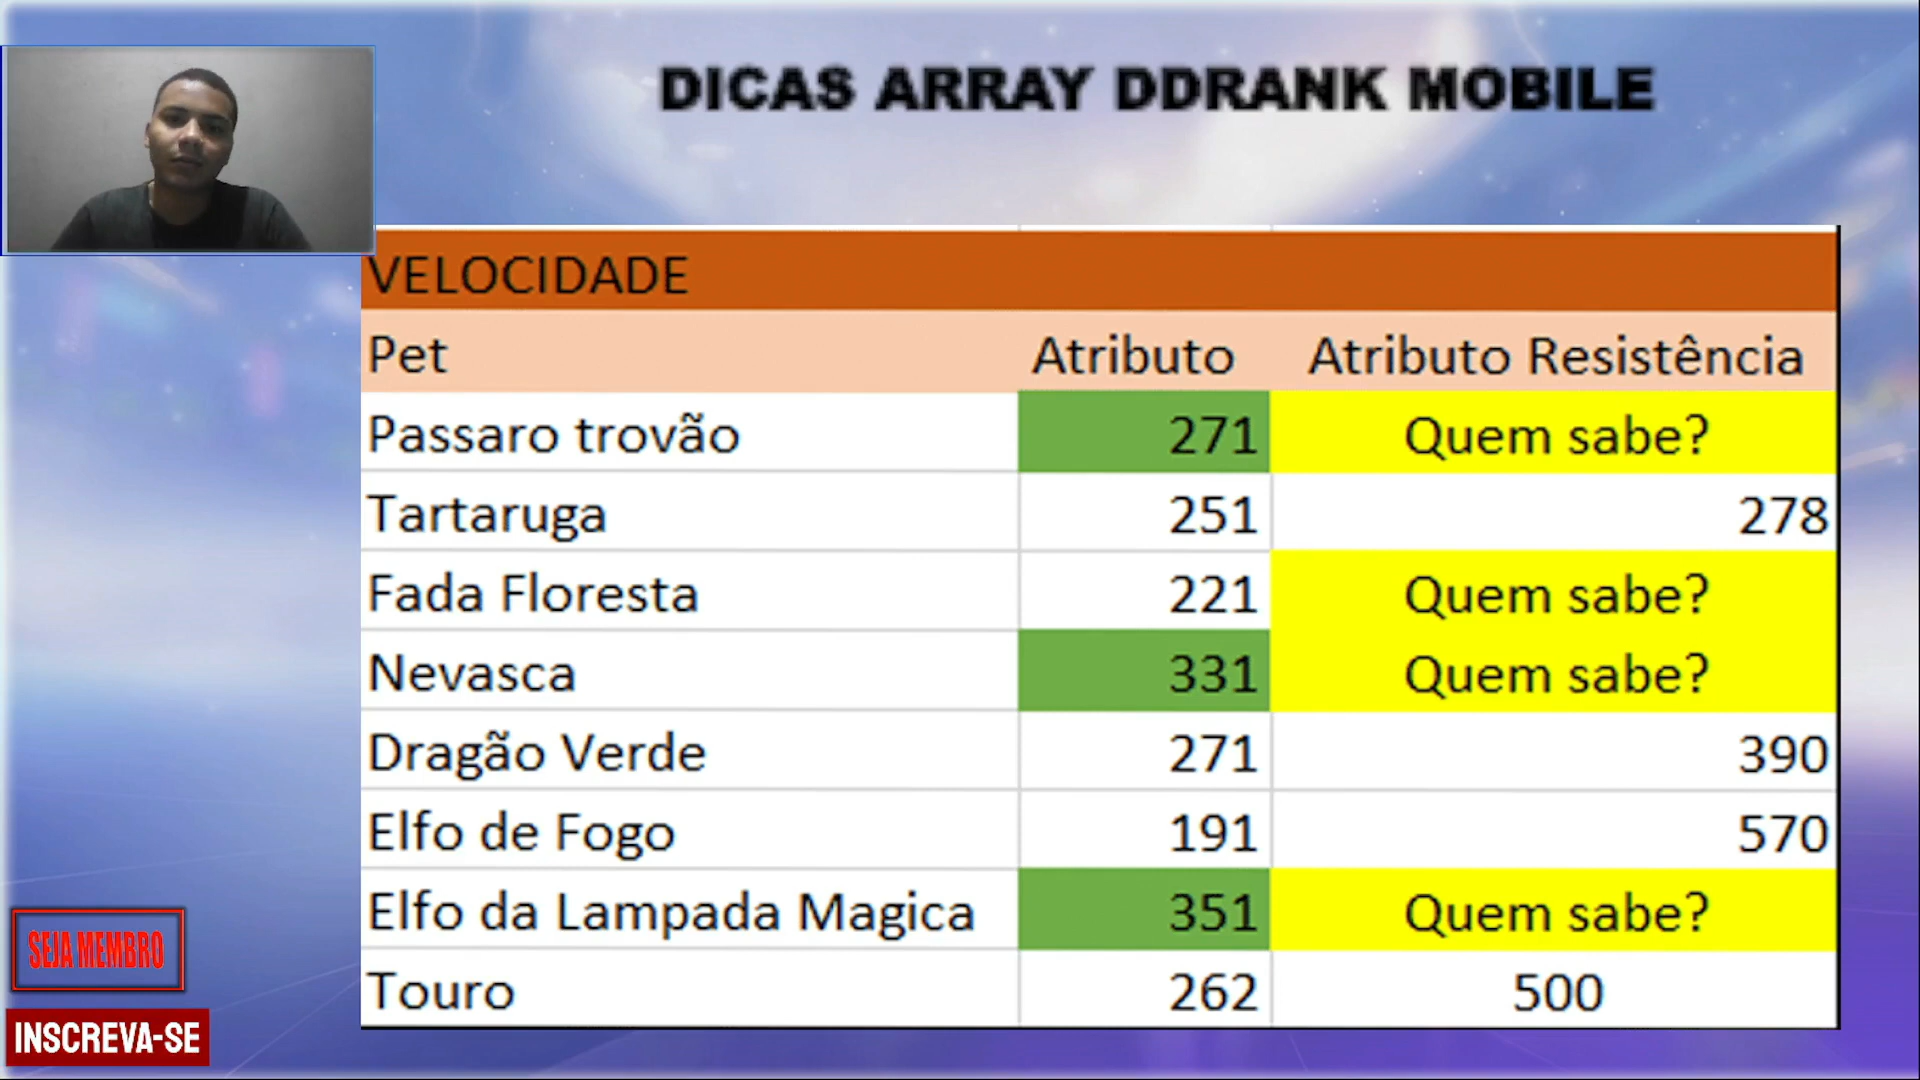 DICAS ARRAY DDRANK MOBILE
VELOCIDADE
Pet Atributo Atributo Resistência
Passaro trovão 271 Quem sabe?
Tartaruga 251 278
Fada Floresta 221 Quem sabe?
Nevasca 331 Quem sabe?
Dragão Verde 271 390
Elfo de Fogo 191 570
Elfo da Lampada Magica 351 Quem sabe?
Touro 262 500
SEJA MEMBRO
INSCREVA-SE